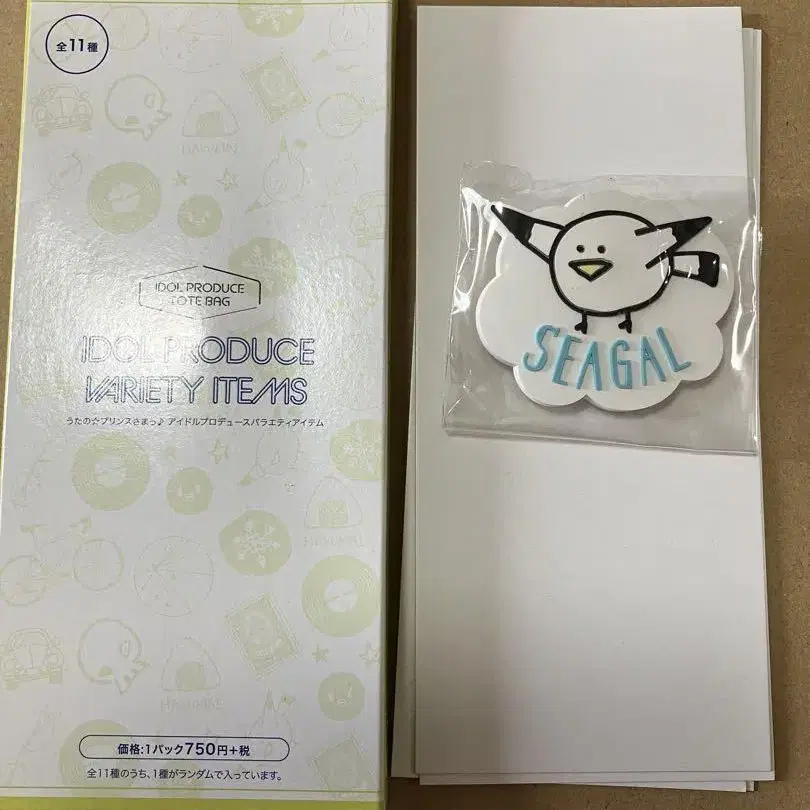 全11種
HAWAIIAN
IDOL PRODUCE
TOTE BAG
IDOL PRODUCE
VARIETY ITEMS
うたの☆プリンスさまっ♪ アイドルプロデュースバラエティアイテム
価格:1パック750円+税
全11種のうち、1種がランダムで入っています。
SEAGAL